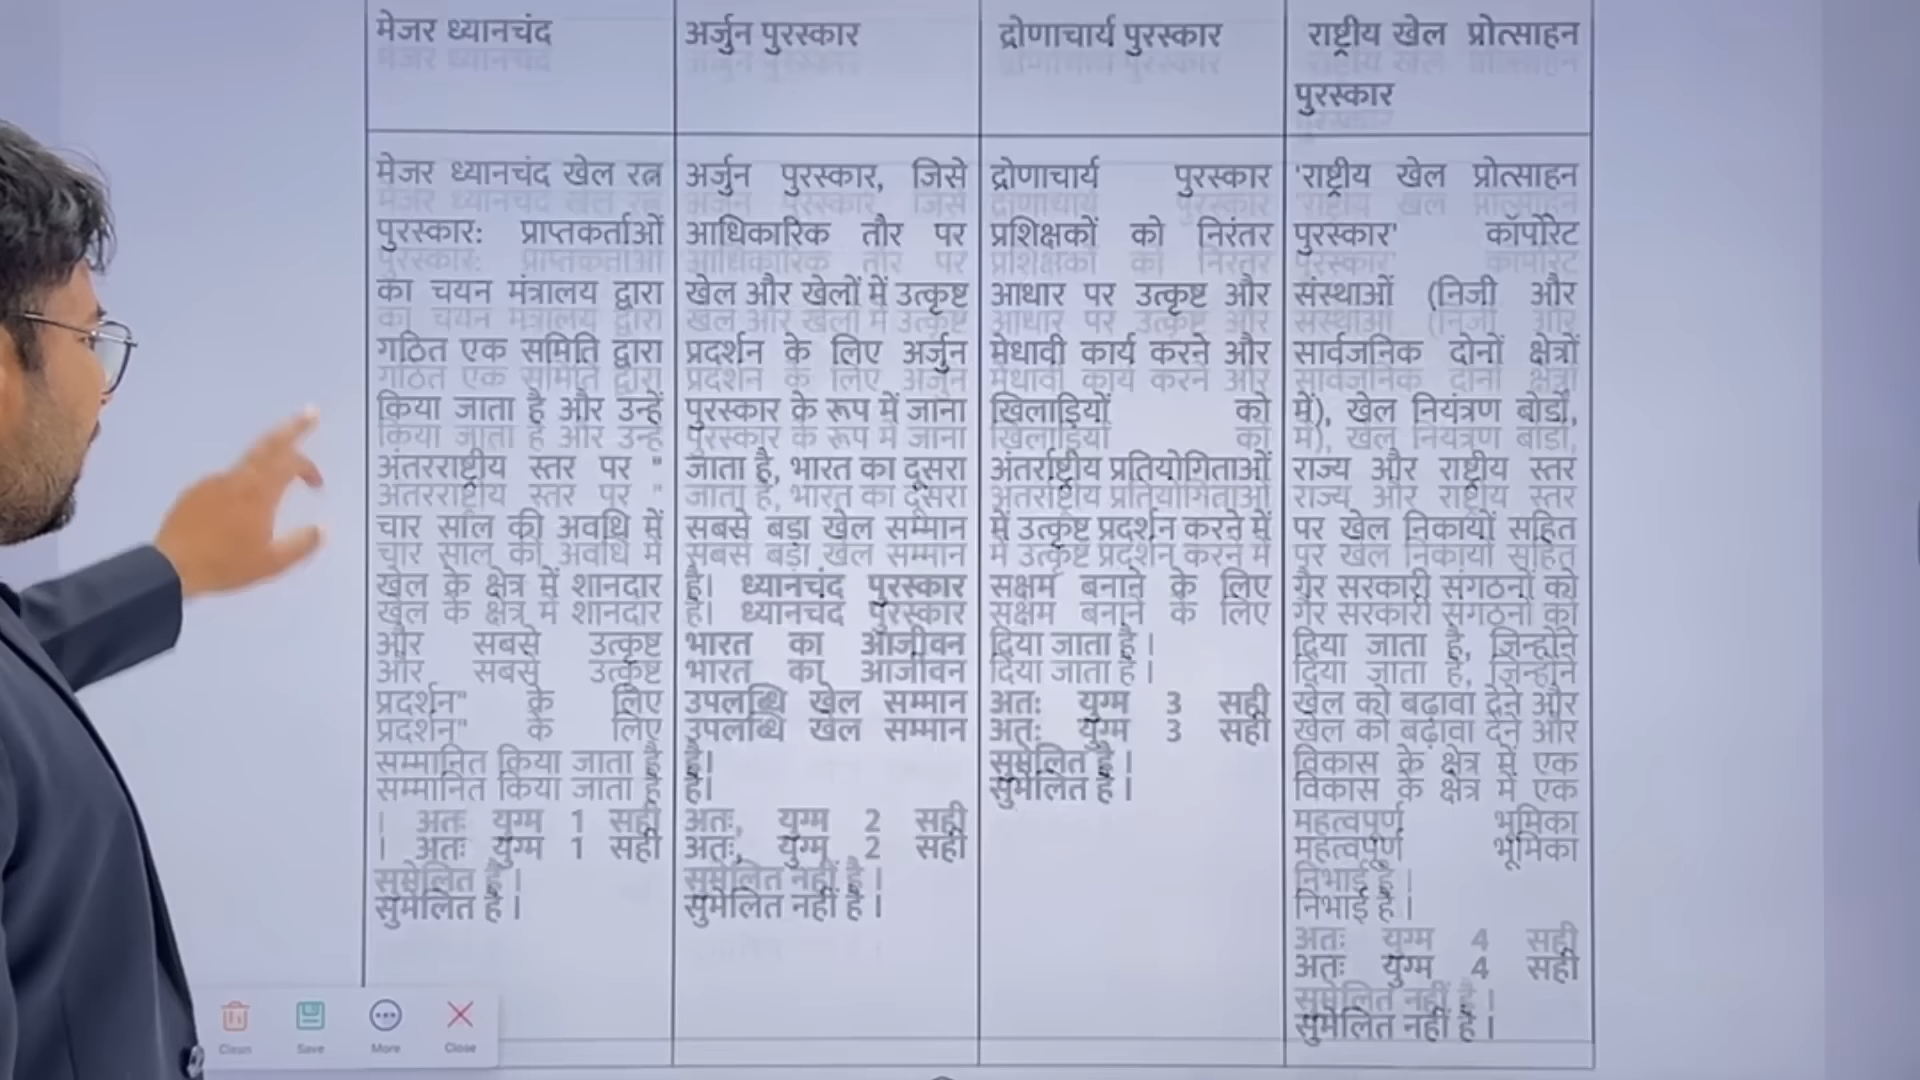 मेजर ध्यानचंद
अर्जुन पुरस्कार
द्रोणाचार्य पुरस्कार
राष्ट्रीय खेल प्रोत्साहन
पुरस्कार
मेजर ध्यानचंद खेल रत्न
पुरस्कार: प्राप्तकर्ताओं
का चयन मंत्रालय द्वारा
गठित एक समिति द्वारा
किया जाता है और उन्हें
अंतरराष्ट्रीय स्तर पर "
चार साल की अवधि में
खेल के क्षेत्र में शानदार
और सबसे उत्कृष्ट
प्रदर्शन" के लिए
सम्मानित किया जाता है
। अतः युग्म 1 सही
सुमेलित है।
अर्जुन पुरस्कार, जिसे
आधिकारिक तौर पर
खेल और खेलों में उत्कृष्ट
प्रदर्शन के लिए अर्जुन
पुरस्कार के रूप में जाना
जाता है, भारत का दूसरा
सबसे बड़ा खेल सम्मान
है। ध्यानचंद पुरस्कार
भारत का आजीवन
उपलब्धि खेल सम्मान
है।
अतः, युग्म 2 सही
सुमेलित नहीं है।
द्रोणाचार्य पुरस्कार
प्रशिक्षकों को निरंतर
आधार पर उत्कृष्ट और
मेधावी कार्य करने और
खिलाड़ियों को
अंतर्राष्ट्रीय प्रतियोगिताओं
में उत्कृष्ट प्रदर्शन करने में
सक्षम बनाने के लिए
दिया जाता है।
अतः युग्म 3 सही
सुमेलित है।
'राष्ट्रीय खेल प्रोत्साहन
पुरस्कार' कॉर्पोरेट
संस्थाओं (निजी और
सार्वजनिक दोनों क्षेत्रों
में), खेल नियंत्रण बोर्डों,
राज्य और राष्ट्रीय स्तर
पर खेल निकायों सहित
गैर सरकारी संगठनों को
दिया जाता है, जिन्होंने
खेल को बढ़ावा देने और
विकास के क्षेत्र में एक
महत्वपूर्ण भूमिका
निभाई है।
अतः युग्म 4 सही
सुमेलित नहीं है।
Clean Save More Close